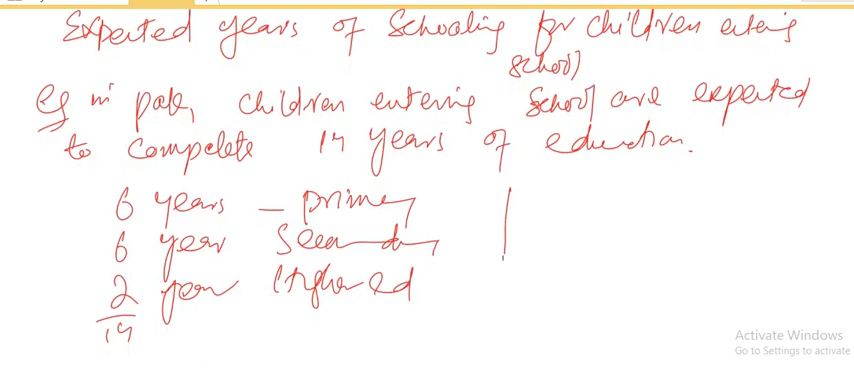 Expected years of Schooling for children entering
school
eg in pak, children entering school are expected
to compelete 14 years of education.
6 years - primary
6 year Secondary
2 year higher ed
14
Activate Windows
Go to Settings to activate